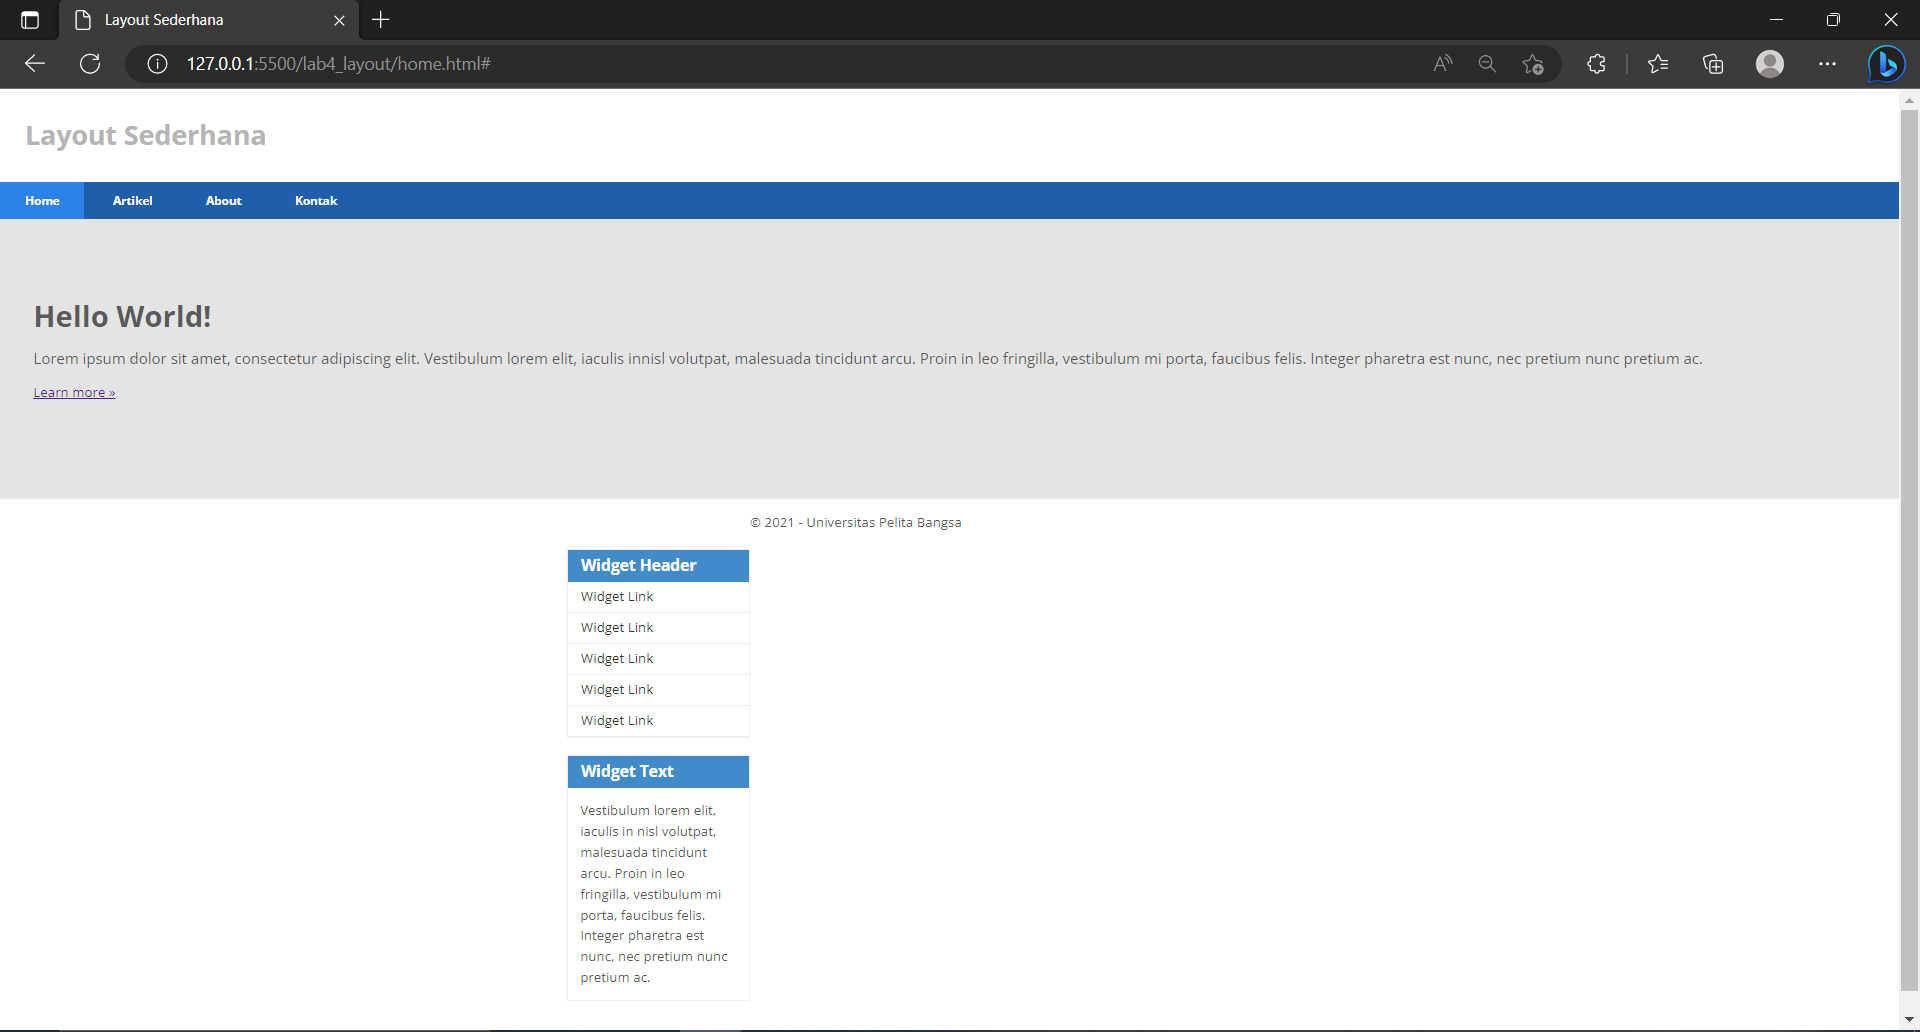 Layout Sederhana
127.0.0.1:5500/lab4_layout/home.html#
Layout Sederhana
Home Artikel About Kontak
Hello World!
Lorem ipsum dolor sit amet, consectetur adipiscing elit. Vestibulum lorem elit, iaculis innisl volutpat, malesuada tincidunt arcu. Proin in leo fringilla, vestibulum mi porta, faucibus felis. Integer pharetra est nunc, nec pretium nunc pretium ac.
Learn more »
© 2021 - Universitas Pelita Bangsa
Widget Header
Widget Link
Widget Link
Widget Link
Widget Link
Widget Link
Widget Text
Vestibulum lorem elit,
iaculis in nisl volutpat,
malesuada tincidunt
arcu. Proin in leo
fringilla, vestibulum mi
porta, faucibus felis.
Integer pharetra est
nunc, nec pretium nunc
pretium ac.